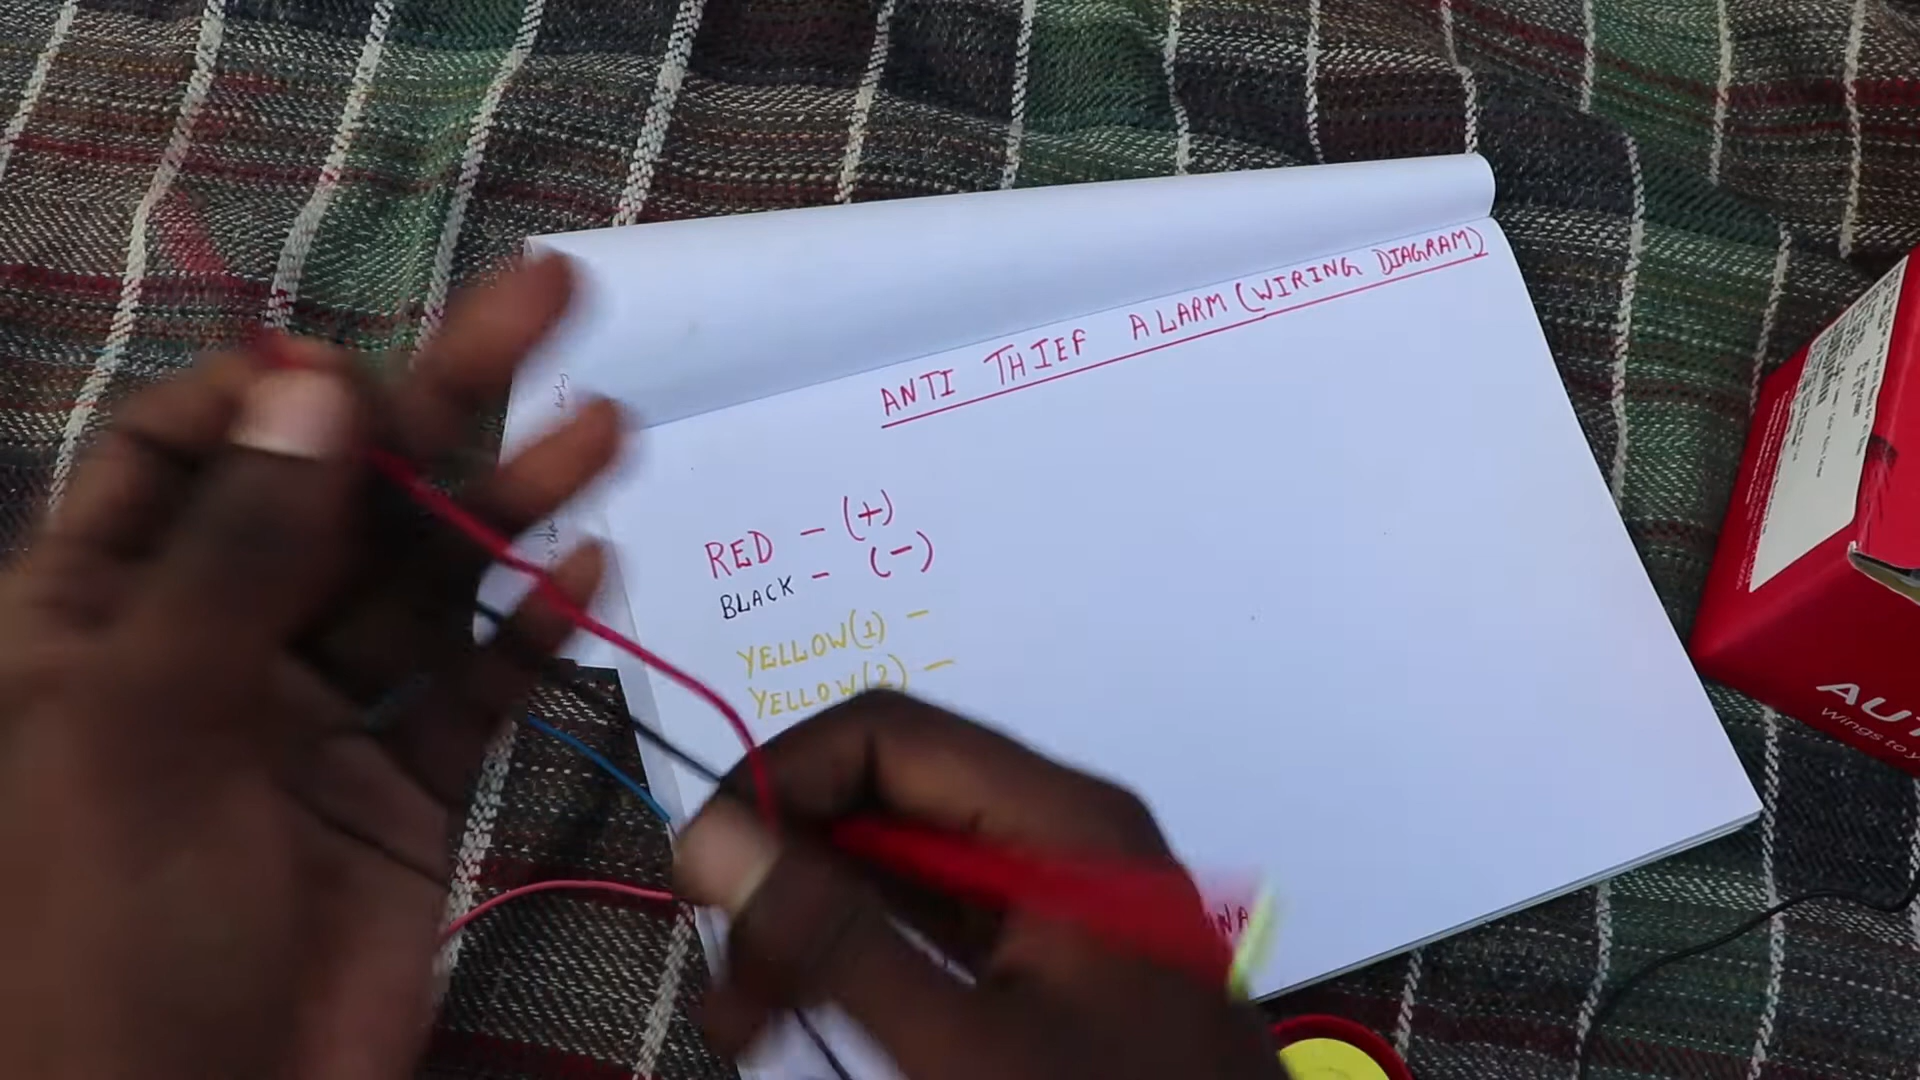 ANTI THIEF ALARM (WIRING DIAGRAM)
RED - (+)
BLACK - (-)
YELLOW(1) -
YELLOW(2) -